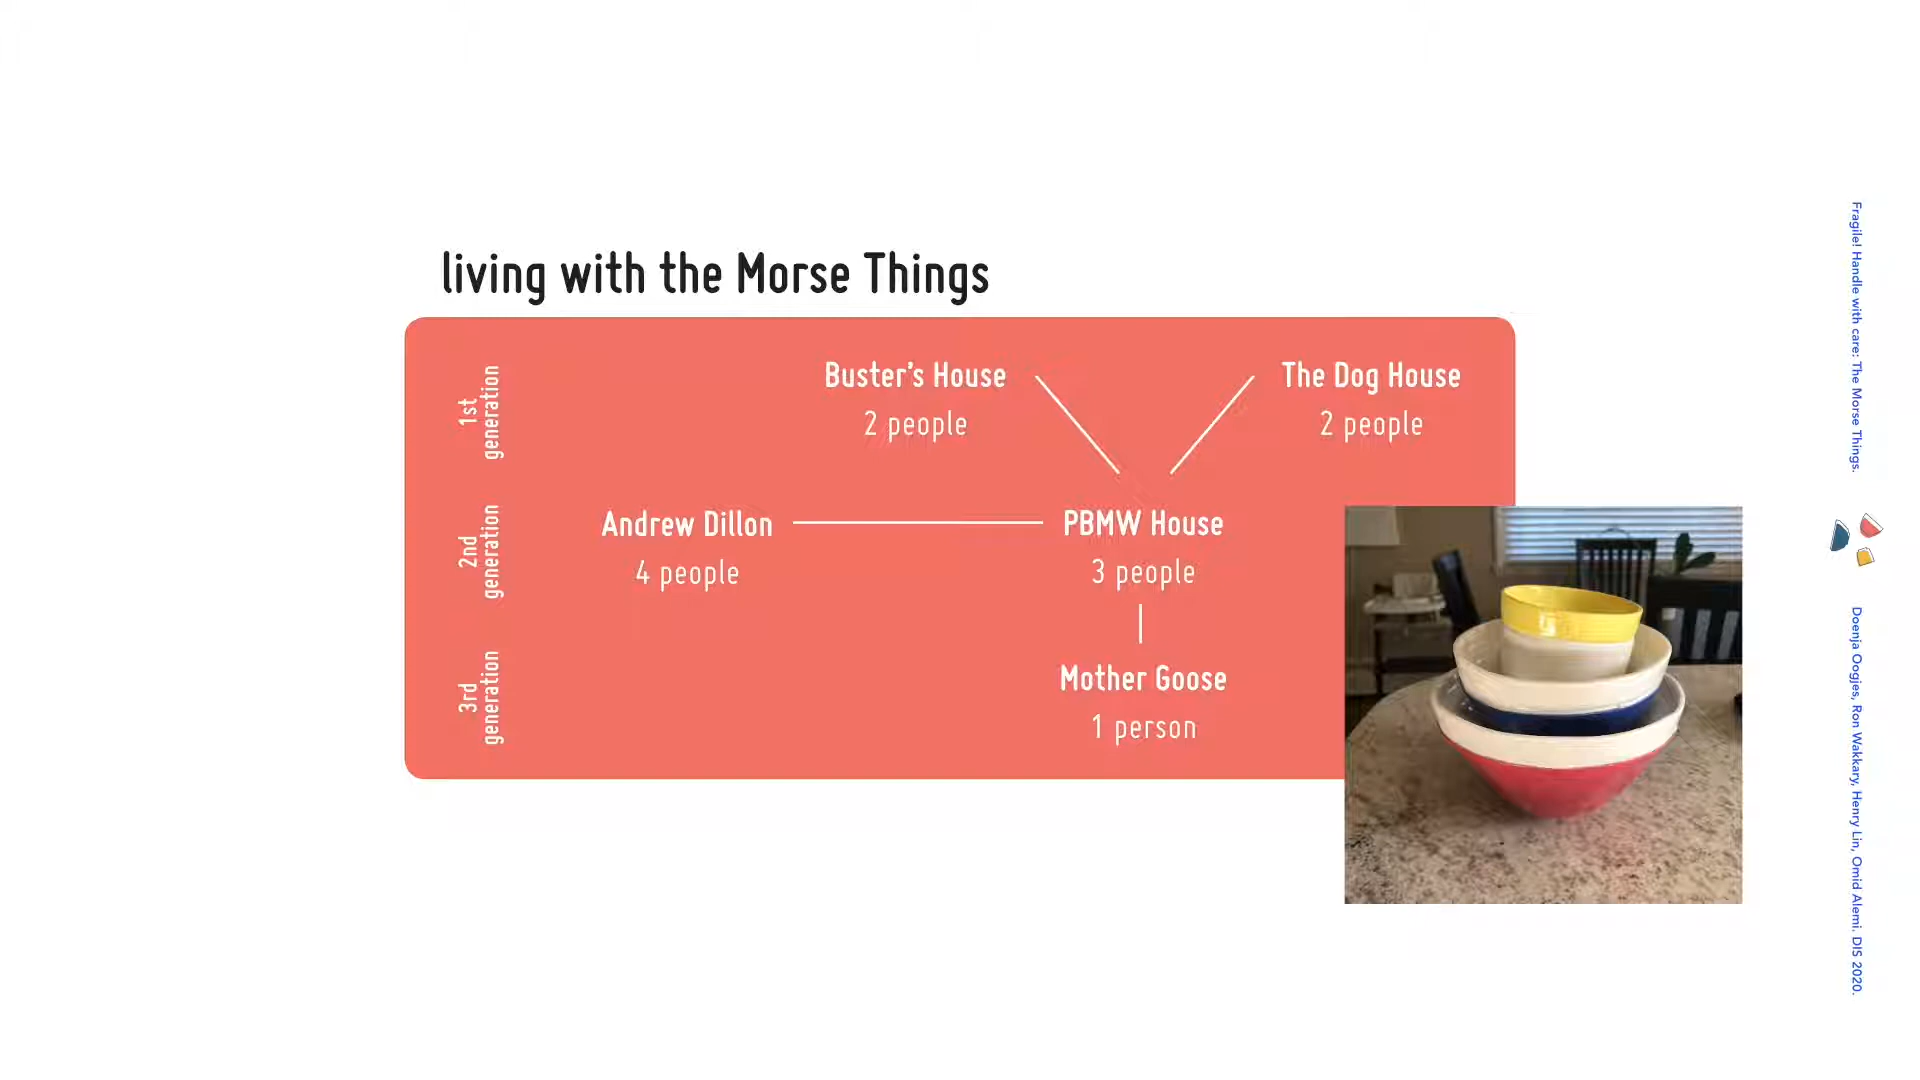 living with the Morse Things
1st
generation
Buster's House
2 people
The Dog House
2 people
2nd
generation
Andrew Dillon
4 people
PBMW House
3 people
3rd
generation
Mother Goose
1 person
Fragile! Handle with care: The Morse Things.
Doenja Oogjes, Ron Wakkary, Henry Lin, Omid Alemi. DIS 2020.